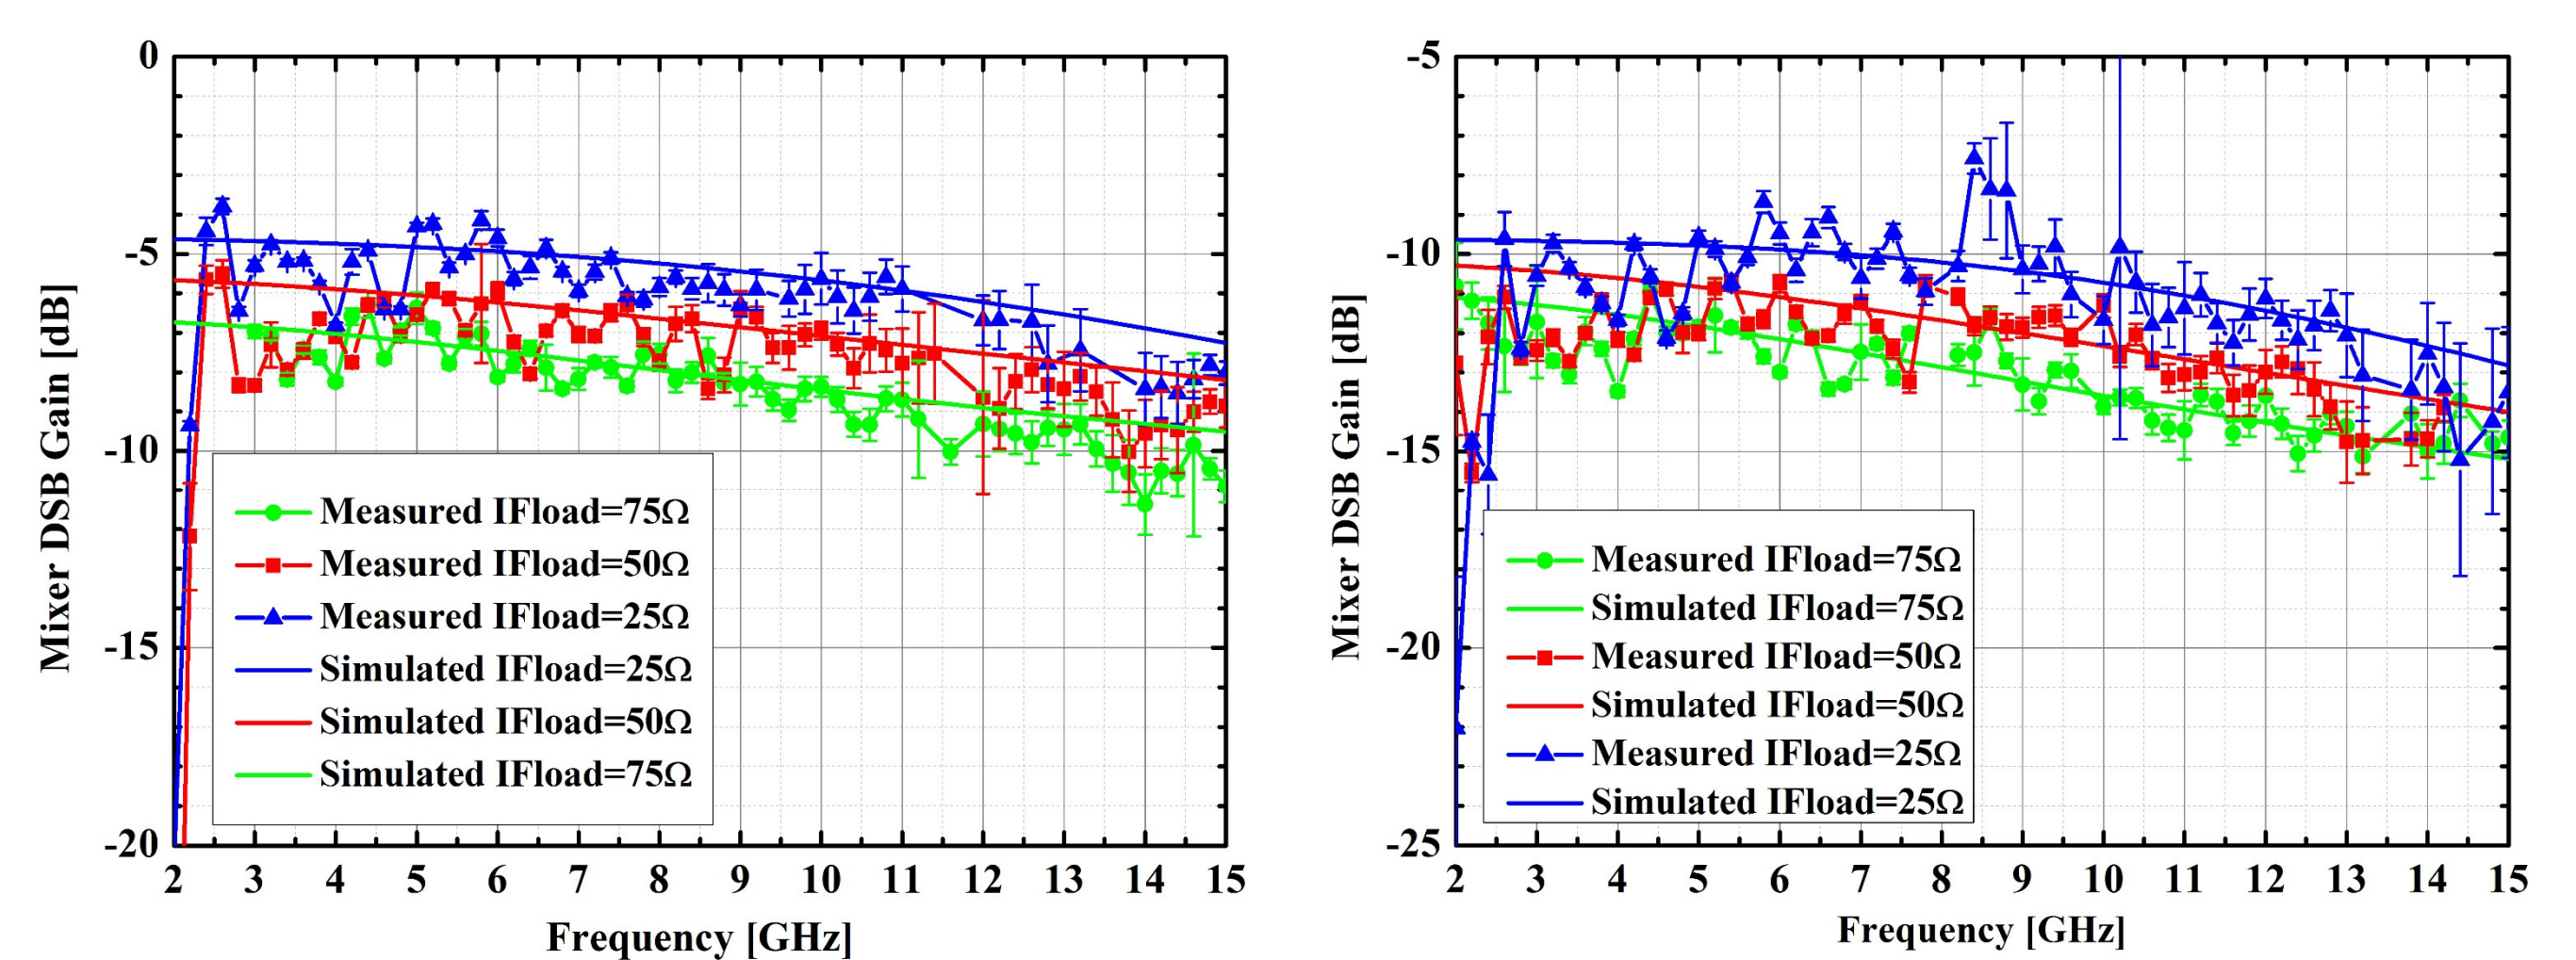 Mixer DSB Gain [dB]
0
-5
-10
-15
-20
Measured IFload=75Ω
Measured IFload=50Ω
Measured IFload=25Ω
Simulated IFload=25Ω
Simulated IFload=50Ω
Simulated IFload=75Ω
2 3 4 5 6 7 8 9 10 11 12 13 14 15
Frequency [GHz]
Mixer DSB Gain [dB]
-5
-10
-15
-20
-25
Measured IFload=75Ω
Simulated IFload=75Ω
Measured IFload=50Ω
Simulated IFload=50Ω
Measured IFload=25Ω
Simulated IFload=25Ω
2 3 4 5 6 7 8 9 10 11 12 13 14 15
Frequency [GHz]